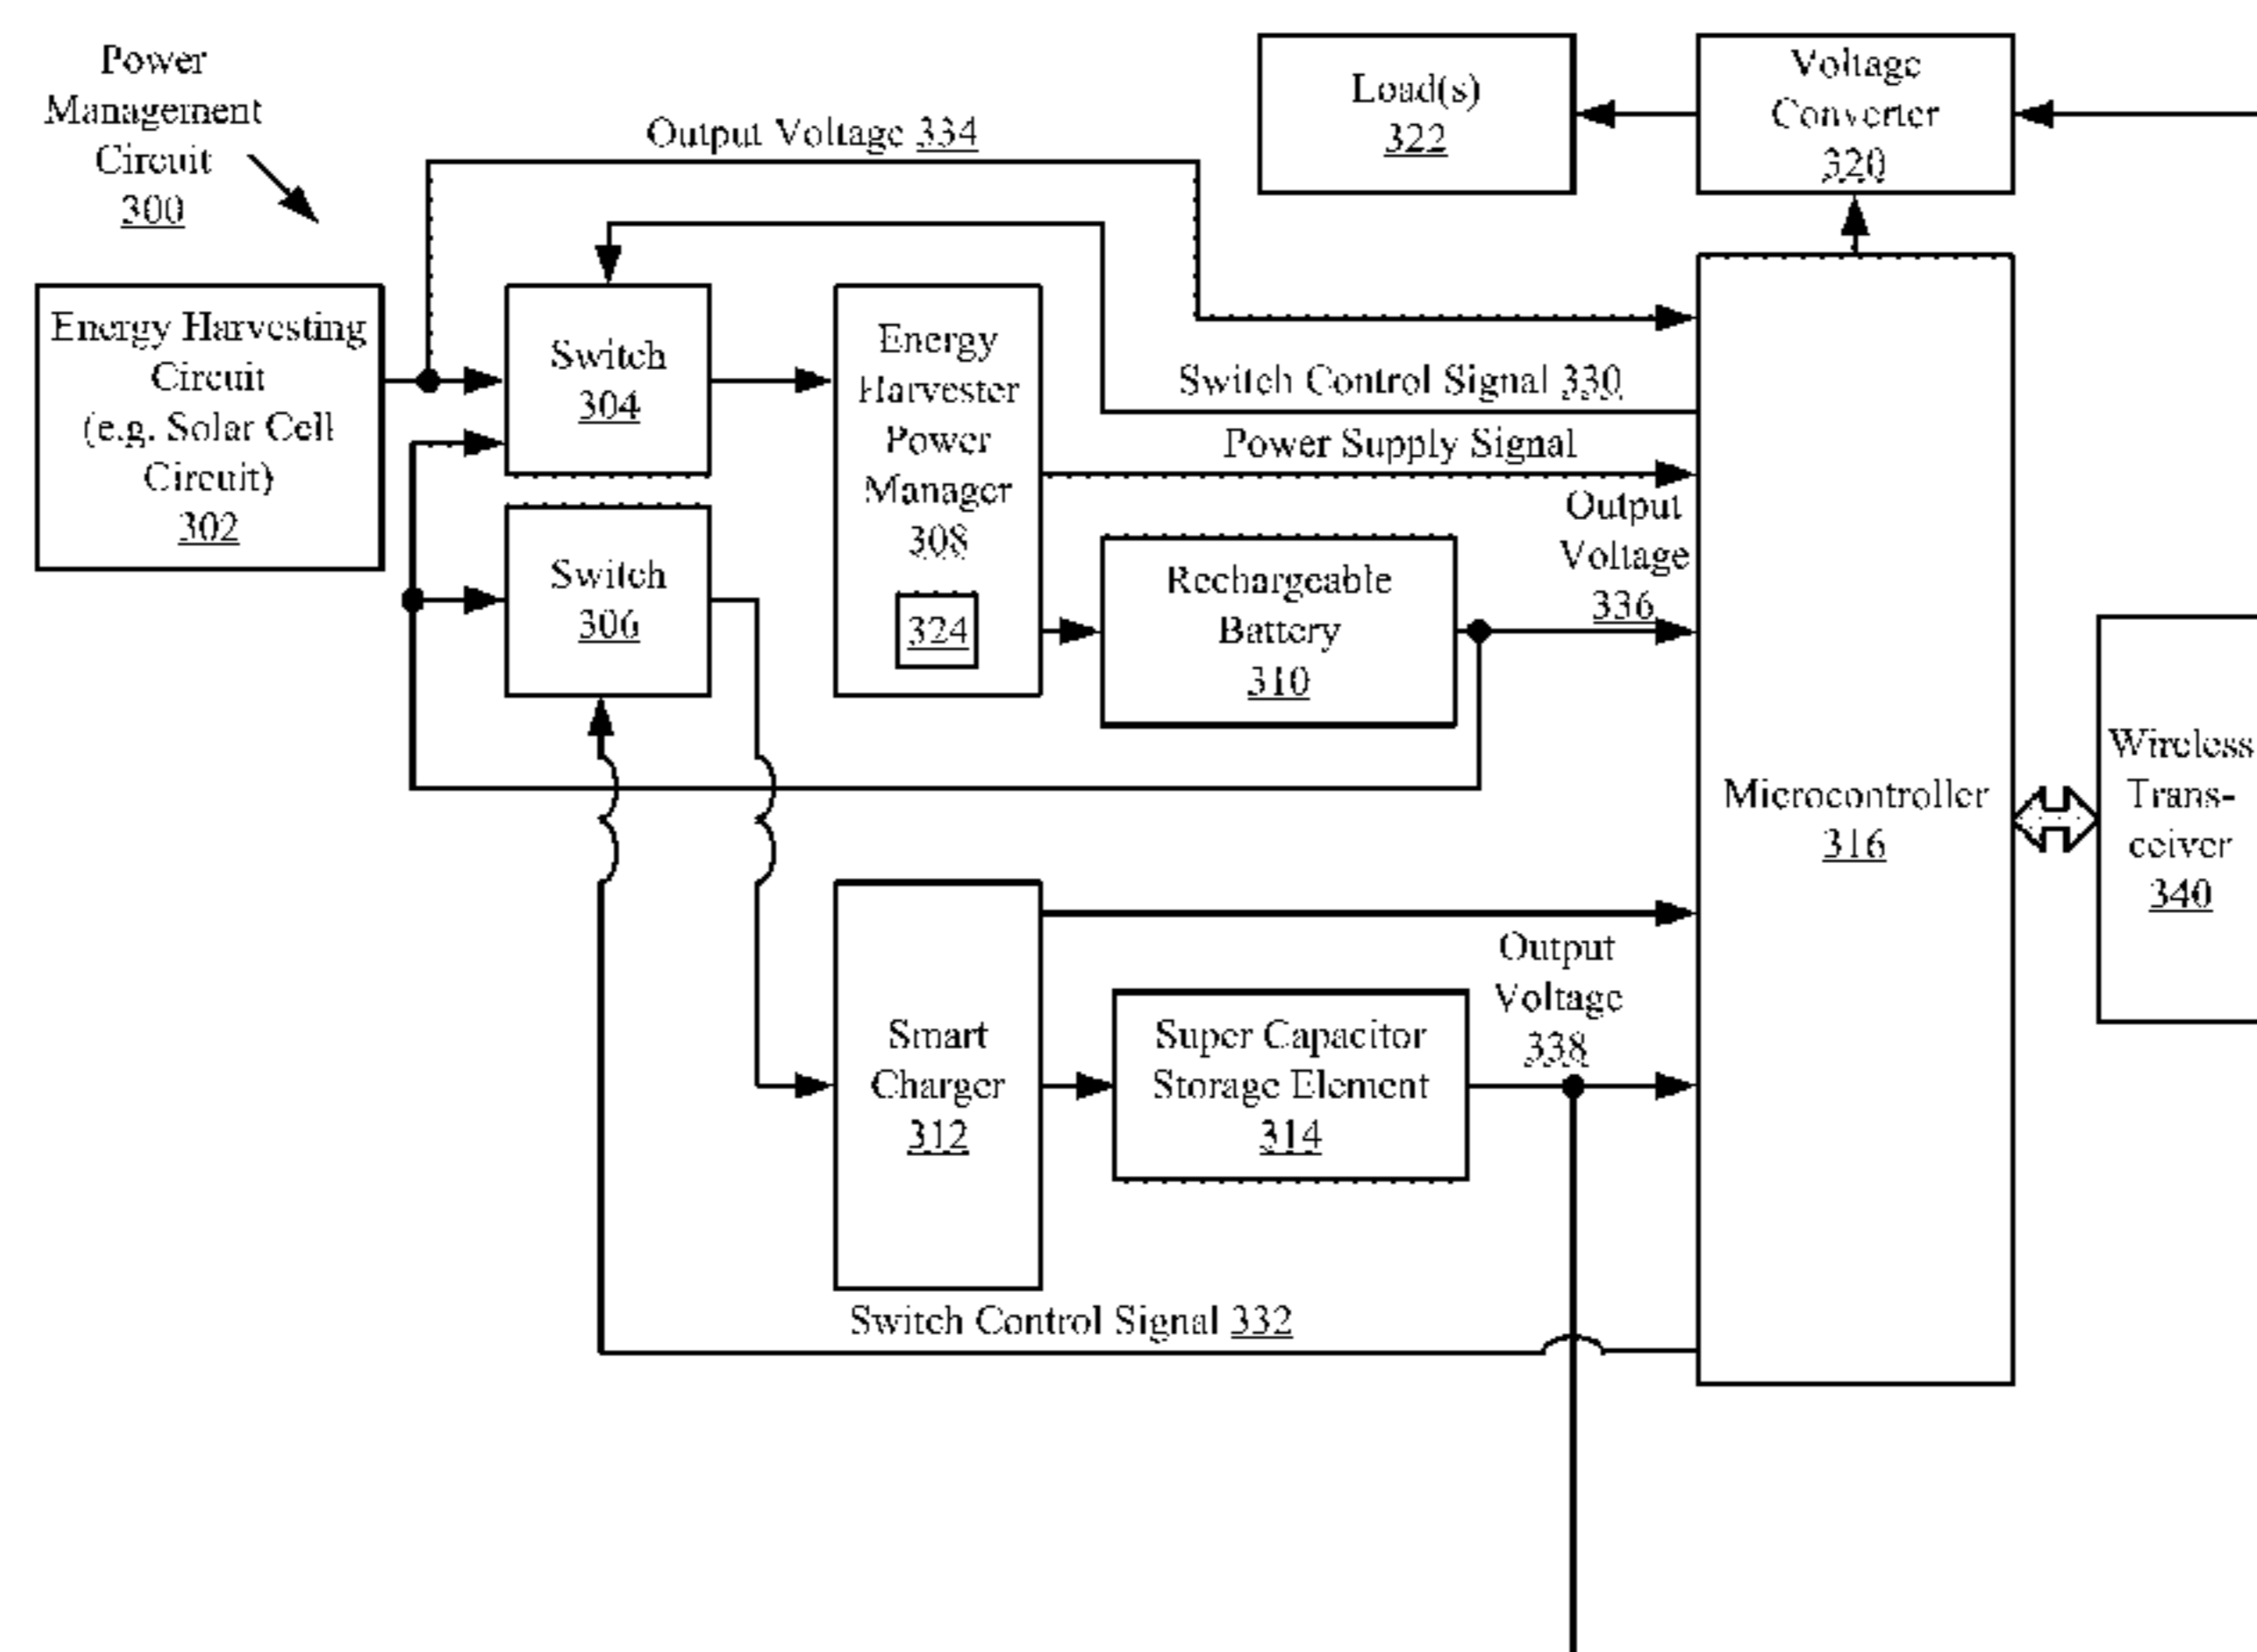 Power
Management
Circuit
300
Output Voltage 334
Load(s)
322
Voltage
Converter
320
Energy Harvesting
Circuit
(e.g. Solar Cell
Circuit)
302
Switch
304
Energy
Harvester
Power
Manager
308
324
Switch Control Signal 330
Power Supply Signal
Output
Voltage
336
Switch
306
Rechargeable
Battery
310
Microcontroller
316
Wireless
Trans-
ceiver
340
Smart
Charger
312
Super Capacitor
Storage Element
314
Output
Voltage
338
Switch Control Signal 332